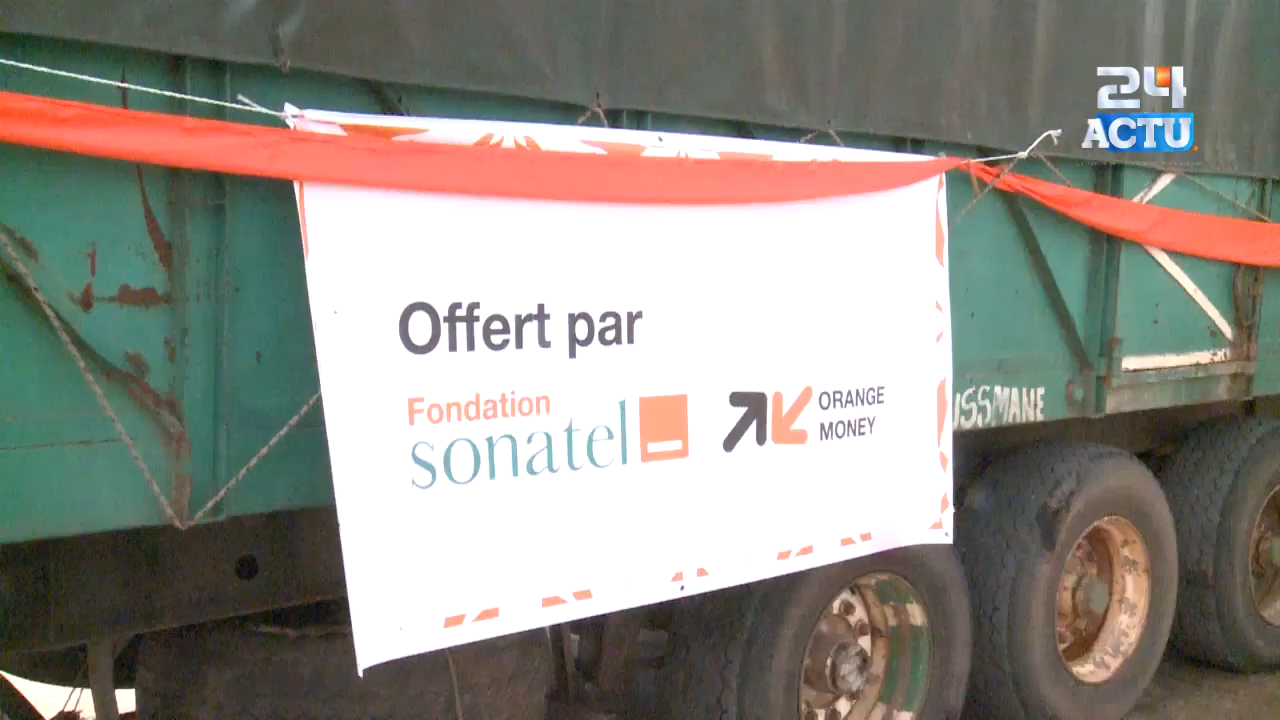 24
ACTU
Offert par
Fondation
sonatel
ORANGE
MONEY
USSMANE